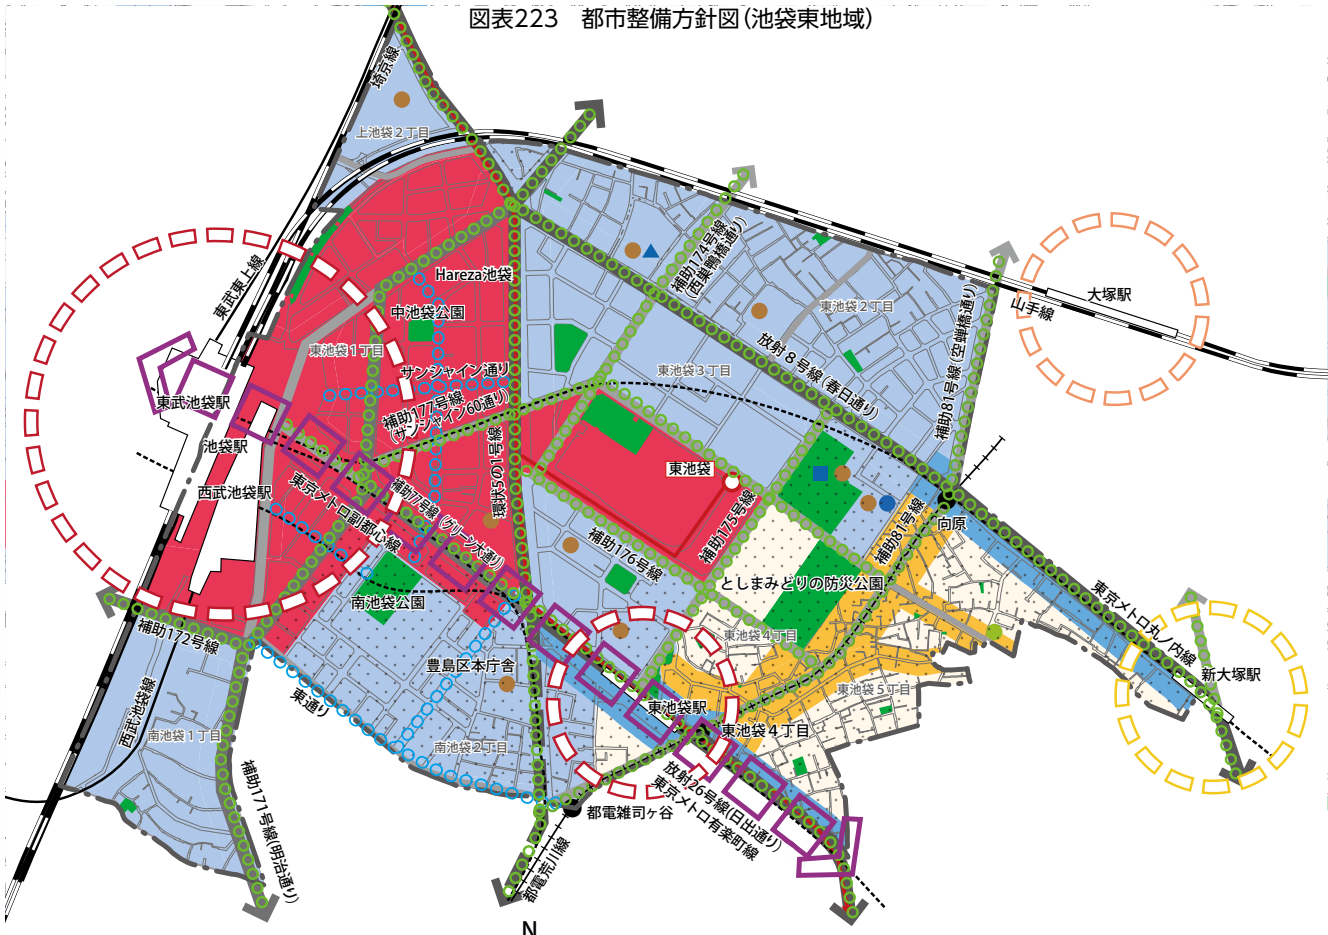 図表223　都市整備方針図（池袋東地域）
埼京線
上池袋２丁目
東武東上線
Hareza池袋
中池袋公園
東池袋１丁目
サンシャイン通り
補助177号線
（サンシャイン60通り）
補助174号線
（西巣鴨橋通り）
東池袋２丁目
大塚駅
山手線
放射８号線（春日通り）
補助81号線（空蝉橋通り）
東池袋３丁目
東武池袋駅
池袋駅
西武池袋駅
東京メトロ副都心線
補助77号線（グリーン大通り）
環状5の1号線
東池袋
補助175号線
補助176号線
補助81号線
向原
としまみどりの防災公園
南池袋公園
東池袋４丁目
東京メトロ丸ノ内線
新大塚駅
補助172号線
豊島区本庁舎
東通り
西武池袋線
南池袋１丁目
南池袋２丁目
東池袋駅
東池袋４丁目
東池袋５丁目
補助171号線（明治通り）
放射26号線（日出通り）
東京メトロ有楽町線
都電雑司ヶ谷
都電荒川線
N